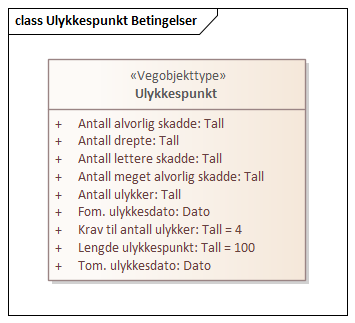 class Ulykkespunkt Betingelser
«Vegobjekttype»
Ulykkespunkt
+ Antall alvorlig skadde: Tall
+ Antall drepte: Tall
+ Antall lettere skadde: Tall
+ Antall meget alvorlig skadde: Tall
+ Antall ulykker: Tall
+ Fom. ulykkesdato: Dato
+ Krav til antall ulykker: Tall = 4
+ Lengde ulykkespunkt: Tall = 100
+ Tom. ulykkesdato: Dato